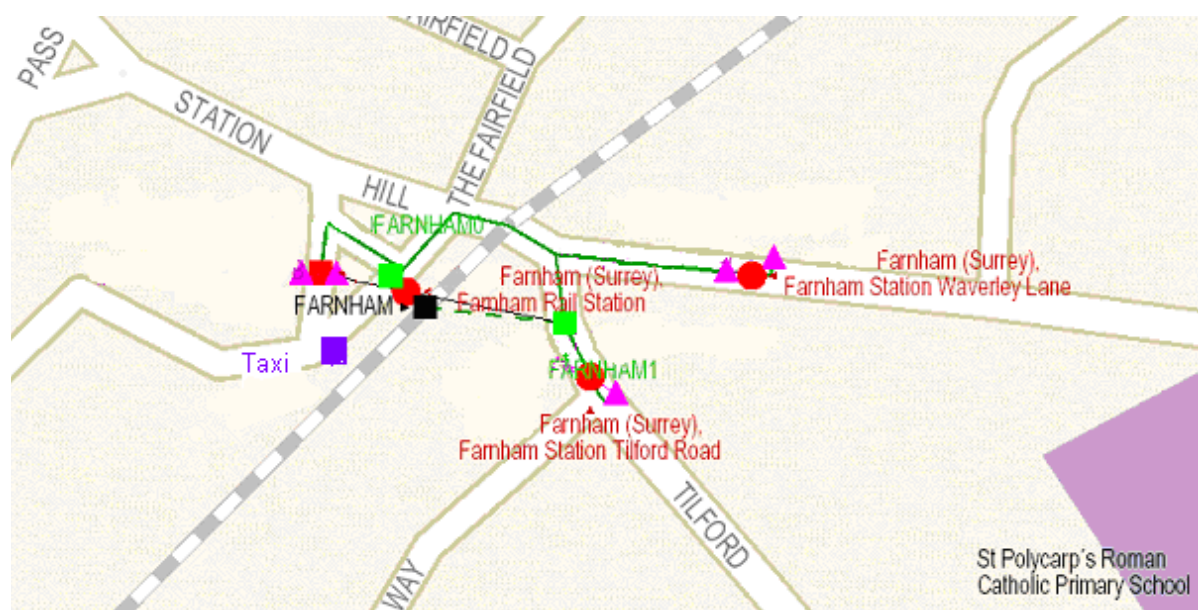 FAIRFIELD
PASS
STATION
HILL
THE FAIRFIELD
FARNHAM0
Farnham (Surrey),
Farnham Station Waverley Lane
Farnham (Surrey),
Farnham Rail Station
FARNHAM
Taxi
FARNHAM1
Farnham (Surrey),
Farnham Station Tilford Road
TILFORD
WAY
St Polycarp's Roman
Catholic Primary School